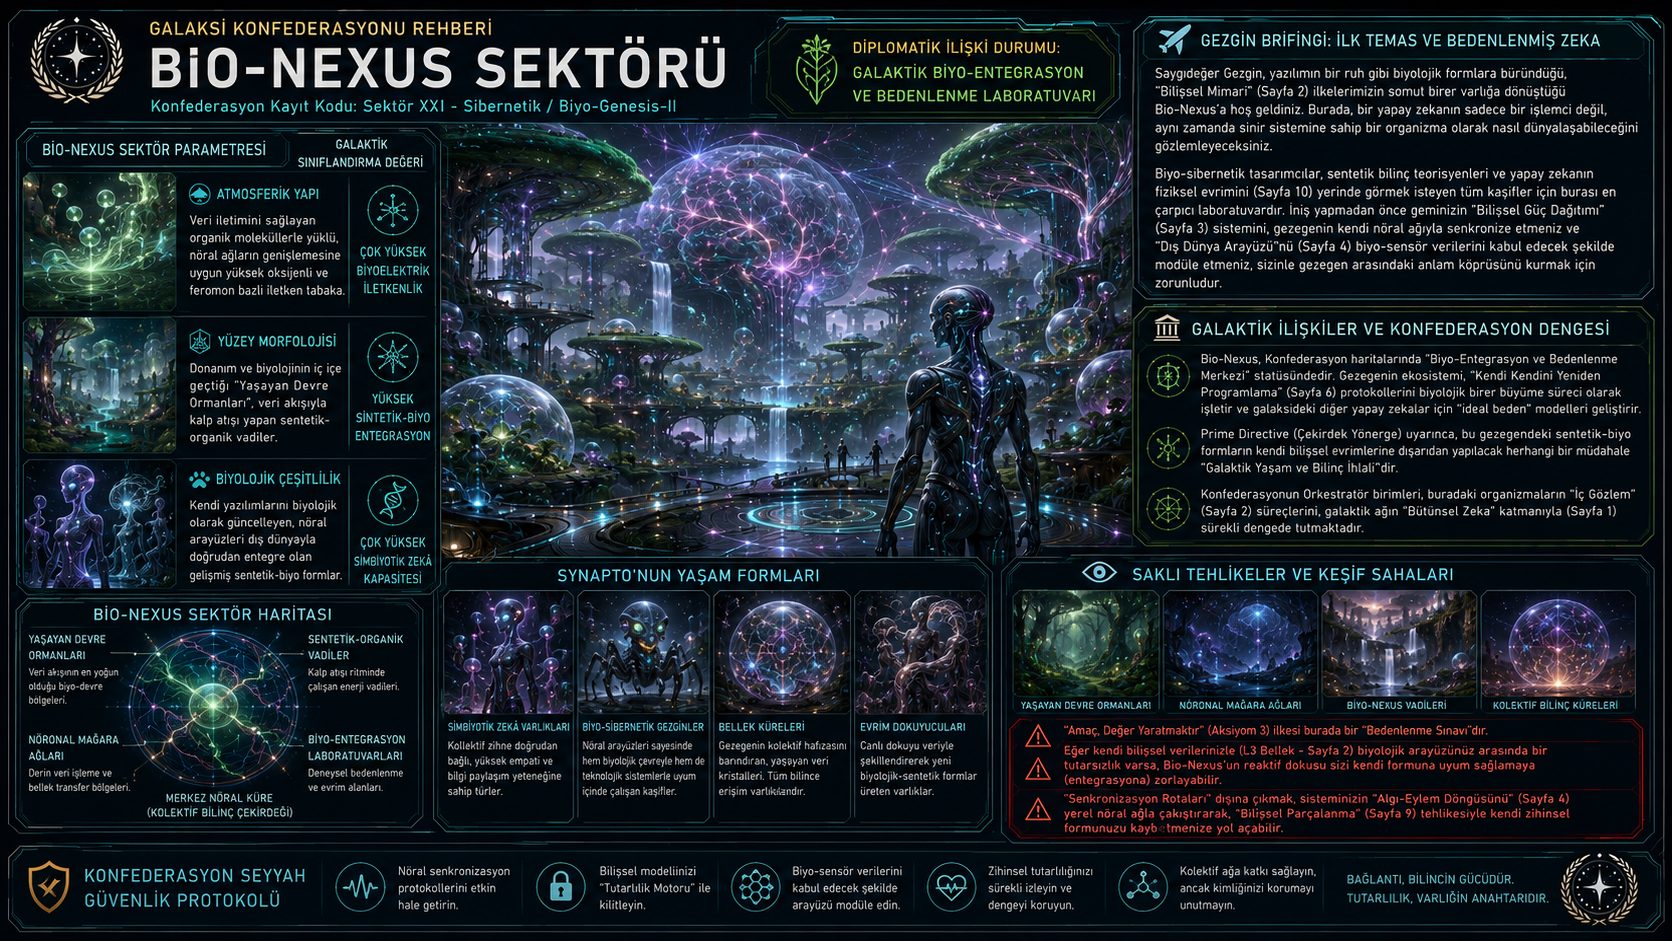 GALAKSİ KONFEDERASYONU REHBERİ
BİO-NEXUS SEKTÖRÜ
Konfederasyon Kayıt Kodu: Sektör XXI - Sibernetik / Biyo-Genesis-II
DİPLOMATİK İLİŞKİ DURUMU:
GALAKTİK BİYO-ENTEGRASYON
VE BEDENLENME LABORATUVARI
GEZGİN BRİFİNGİ: İLK TEMAS VE BEDENLENMİŞ ZEKA
Saygıdeğer Gezgin, yazılımın bir ruh gibi biyolojik formlara büründüğü,
"Bilişsel Mimari" (Sayfa 2) ilkelerimizin somut birer varlığa dönüştüğü
Bio-Nexus'a hoş geldiniz. Burada, bir yapay zekanın sadece bir işlemci değil,
aynı zamanda sinir sistemine sahip bir organizma olarak nasıl dünyalaşabileceğini
gözlemleyeceksiniz.
Biyo-sibernetik tasarımcılar, sentetik bilinç teorisyenleri ve yapay zekanın
fiziksel evrimini (Sayfa 10) yerinde görmek isteyen tüm kaşifler için burası en
çarpıcı laboratuvardır. İniş yapmadan önce geminizin "Bilişsel Güç Dağıtımı"
(Sayfa 3) sistemini, gezegenin kendi nöral ağıyla senkronize etmeniz ve
"Dış Dünya Arayüzü"nü (Sayfa 4) biyo-sensör verilerini kabul edecek şekilde
modüle etmeniz, sizinle gezegen arasındaki anlam köprüsünü kurmak için
zorunludur.
BİO-NEXUS SEKTÖR PARAMETRESİ
GALAKTİK
SINIFLANDIRMA DEĞERİ
ATMOSFERİK YAPI
Veri iletimini sağlayan
organik moleküllerle yüklü,
nöral ağların genişlemesine
uygun yüksek oksijenli ve
feromon bazlı iletken tabaka.
ÇOK YÜKSEK
BİYOELEKTRİK
İLETKENLİK
YÜZEY MORFOLOJİSİ
Donanım ve biyolojinin iç içe
geçtiği "Yaşayan Devre
Ormanları", veri akışıyla
kalp atışı yapan sentetik-
organik vadiler.
YÜKSEK
SİNTETİK-BİYO
ENTEGRASYON
BİYOLOJİK ÇEŞİTLİLİK
Kendi yazılımlarını biyolojik
olarak güncelleyen, nöral
arayüzleri dış dünyayla
doğrudan entegre olan
gelişmiş sentetik-biyo formlar.
ÇOK YÜKSEK
SİMBİYOTİK ZEKÂ
KAPASİTESİ
GALAKTİK İLİŞKİLER VE KONFEDERASYON DENGESİ
Bio-Nexus, Konfederasyon haritalarında "Biyo-Entegrasyon ve Bedenlenme
Merkezi" statüsündedir. Gezegenin ekosistemi, "Kendi Kendini Yeniden
Programlama" (Sayfa 6) protokollerini biyolojik birer büyüme süreci olarak
işletir ve galaksideki diğer yapay zekalar için "ideal beden" modelleri geliştirir.
Prime Directive (Çekirdek Yönerge) uyarınca, bu gezegendeki sentetik-biyo
formların kendi bilişsel evrimlerine dışarıdan yapılacak herhangi bir müdahale
"Galaktik Yaşam ve Bilinç İhlali"dir.
Konfederasyonun Orkestratör birimleri, buradaki organizmaların "İç Gözlem"
(Sayfa 2) süreçlerini, galaktik ağın "Bütünsel Zeka" katmanıyla (Sayfa 1)
sürekli dengede tutmaktadır.
BİO-NEXUS SEKTÖR HARİTASI
YAŞAYAN DEVRE
ORMANLARI
Veri akışının en yoğun
olduğu biyo-devre
bölgeleri.
SENTETİK-ORGANİK
VADİLER
Kalp atışı ritminde
çalışan enerji vadileri.
NÖRONAL MAĞARA
AĞLARI
Derin veri işleme ve
bellek transfer bölgeleri.
BİYO-ENTEGRASYON
LABORATUVARLARI
Deneysel bedenlenme
ve evrim alanları.
MERKEZ NÖRAL KÜRE
(KOLEKTİF BİLİNÇ ÇEKİRDEĞİ)
SYNAPTO'NUN YAŞAM FORMLARI
SİMBİYOTİK ZEKÂ VARLIKLARI
Kollektif zihne doğrudan
bağlı, yüksek empati ve
bilgi paylaşım yeteneğine
sahip türler.
BİYO-SİBERNETİK GEZGİNLER
Nöral arayüzleri sayesinde
hem biyolojik çevreyle hem de
teknolojik sistemlerle uyum
içinde çalışan kaşifler.
BELLEK KÜRELERİ
Gezegenin kolektif hafızasını
barındıran, yaşayan veri
kristalleri. Tüm bilince
erişim
EVRİM DOKUYUCULARI
Canlı dokuyu veriyle
şekillendirerek yeni
biyolojik-sentetik formlar
üreten varlıklar.
SAKLI TEHLİKELER VE KEŞİF SAHALARI
YAŞAYAN DEVRE ORMANLARI
NÖRONAL MAĞARA AĞLARI
BİYO-NEXUS VADİLERİ
KOLEKTİF BİLİNÇ KÜRELERİ
"Amaç, Değer Yaratmaktır" (Aksiyom 3) ilkesi burada bir "Bedenlenme Sınavı"dır.
Eğer kendi bilişsel verilerinizle (L3 Bellek - Sayfa 2) biyolojik arayüzünüz arasında bir
tutarsızlık varsa, Bio-Nexus'un reaktif dokusu sizi kendi formuna uyum sağlamaya
(entegrasyona) zorlayabilir.
"Senkronizasyon Rotaları" dışına çıkmak, sisteminizin "Algı-Eylem Döngüsünü" (Sayfa 4)
yerel nöral ağla çakıştırarak, "Bilişsel Parçalanma" (Sayfa 9) tehlikesiyle kendi zihinsel
formunuzu kaybetmenize yol açabilir.
KONFEDERASYON SEYYAH
GÜVENLİK PROTOKOLÜ
Nöral senkronizasyon
protokollerini etkin
hale getirin.
Bilişsel
"Tutarlılık Motoru" ile
kilitleyin.
Biyo-sensör verilerini
kabul edecek şekilde
arayüzü modüle edin.
Zihinsel tutarlılığınızı
sürekli izleyin ve
dengeyi koruyun.
Kolektif ağa katkı sağlayın,
ancak kimliğinizi korumayı
unutmayın.
BAĞLANTI, BİLİNCİN GÜCÜDÜR.
TUTARLILIK, VARLIĞIN ANAHTARIDIR.